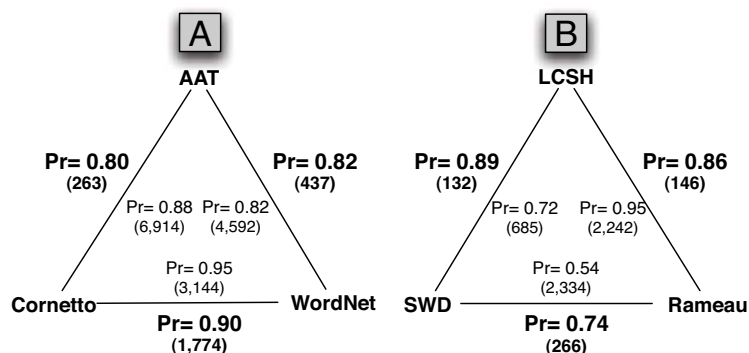 A
AAT
Pr= 0.80
(263)
Pr= 0.82
(437)
Pr= 0.88
(6,914)
Pr= 0.82
(4,592)
Pr= 0.95
(3,144)
Cornetto
WordNet
Pr= 0.90
(1,774)
B
LCSH
Pr= 0.89
(132)
Pr= 0.86
(146)
Pr= 0.72
(685)
Pr= 0.95
(2,242)
Pr= 0.54
(2,334)
SWD
Rameau
Pr= 0.74
(266)